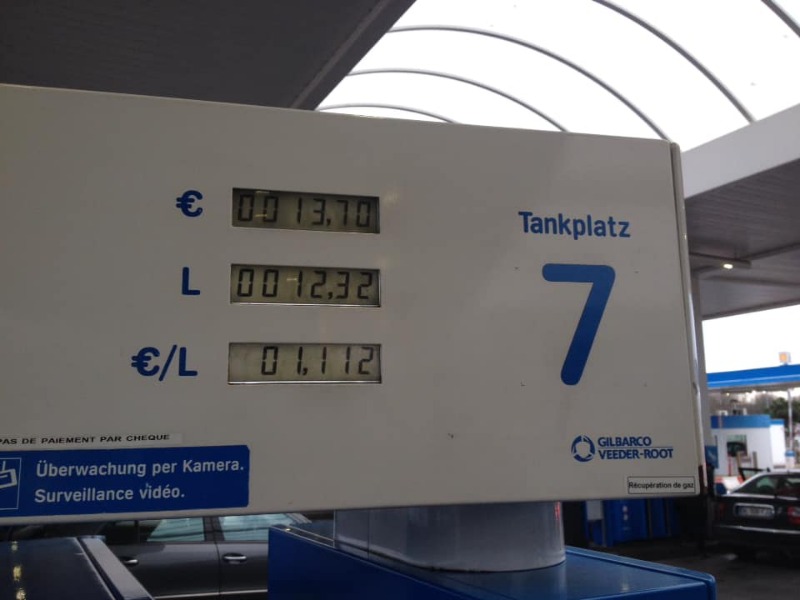 € 0013,70
L 0012,32
€/L 01,112
Tankplatz
7
PAS DE PAIEMENT PAR CHEQUE
Überwachung per Kamera.
Surveillance vidéo.
GILBARCO
VEEDER-ROOT
Récupération de gaz